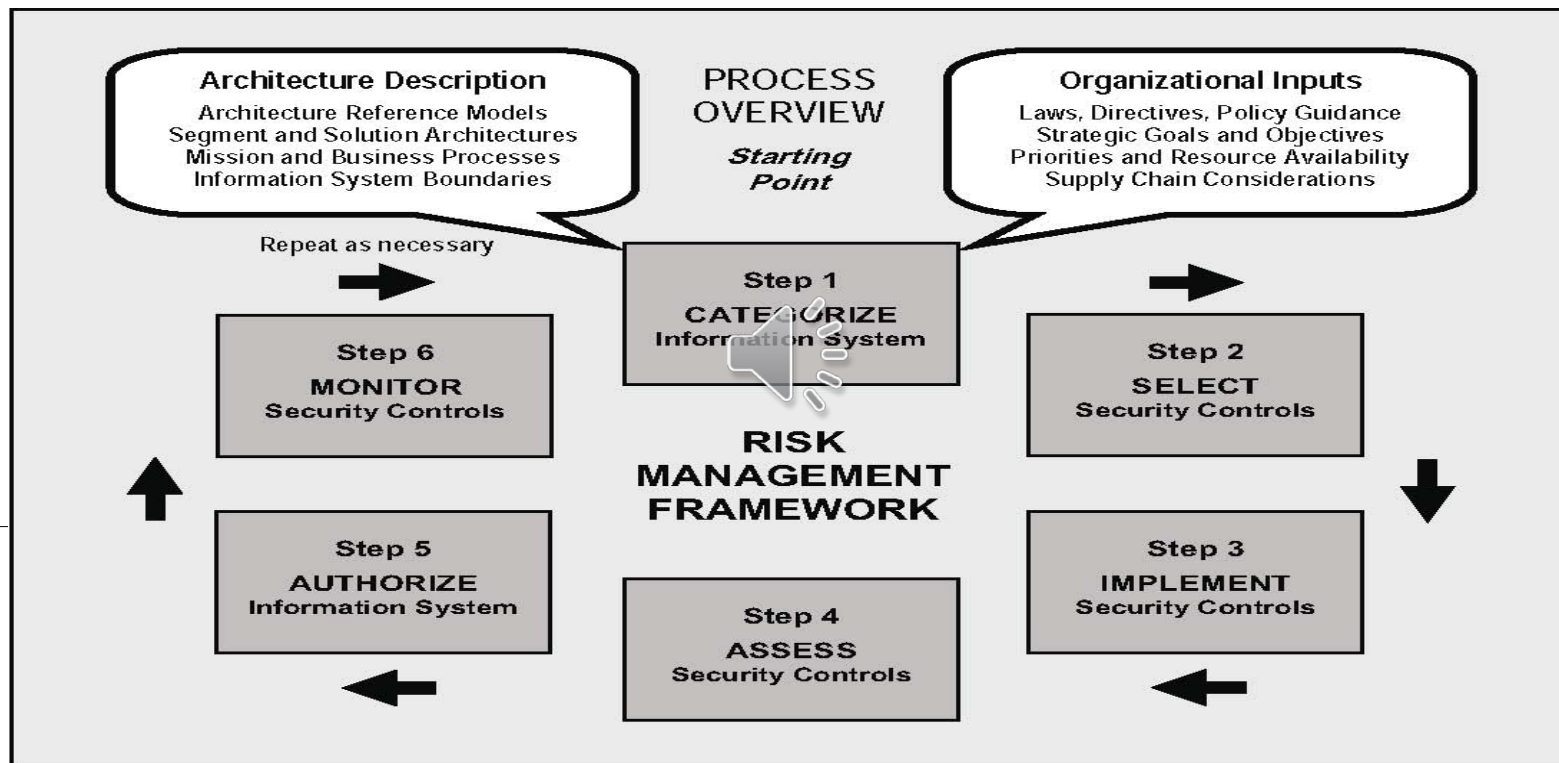 Architecture Description
Architecture Reference Models
Segment and Solution Architectures
Mission and Business Processes
Information System Boundaries
PROCESS
OVERVIEW
Starting
Point
Organizational Inputs
Laws, Directives, Policy Guidance
Strategic Goals and Objectives
Priorities and Resource Availability
Supply Chain Considerations
Repeat as necessary
Step 1
CATEGORIZE
Information System
Step 2
SELECT
Security Controls
Step 3
IMPLEMENT
Security Controls
Step 4
ASSESS
Security Controls
Step 5
AUTHORIZE
Information System
Step 6
MONITOR
Security Controls
RISK
MANAGEMENT
FRAMEWORK